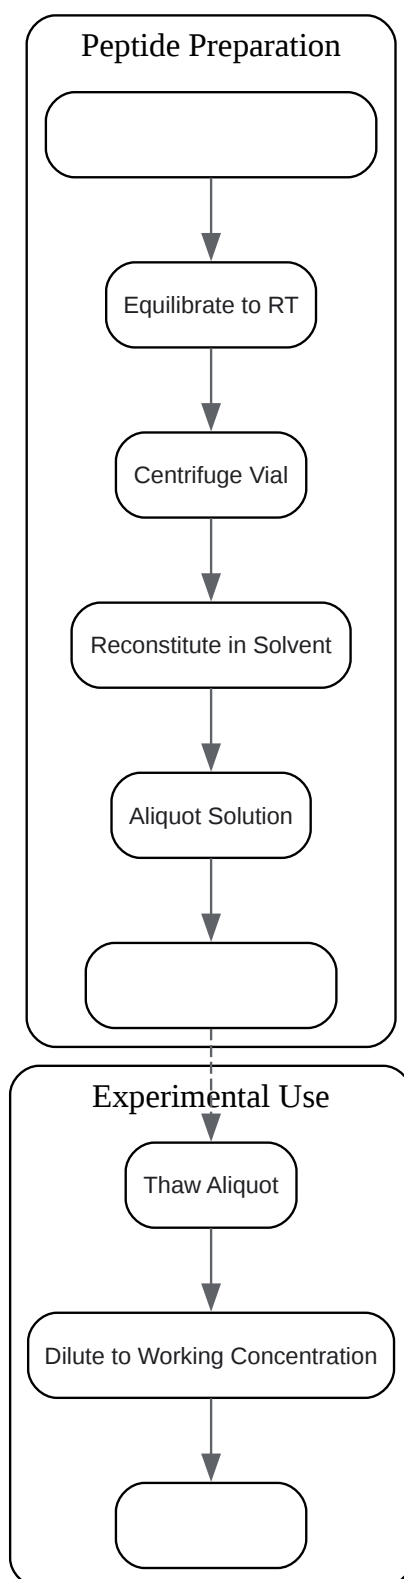 Peptide Preparation
Equilibrate to RT
Centrifuge Vial
Reconstitute in Solvent
Aliquot Solution
Experimental Use
Thaw Aliquot
Dilute to Working Concentration